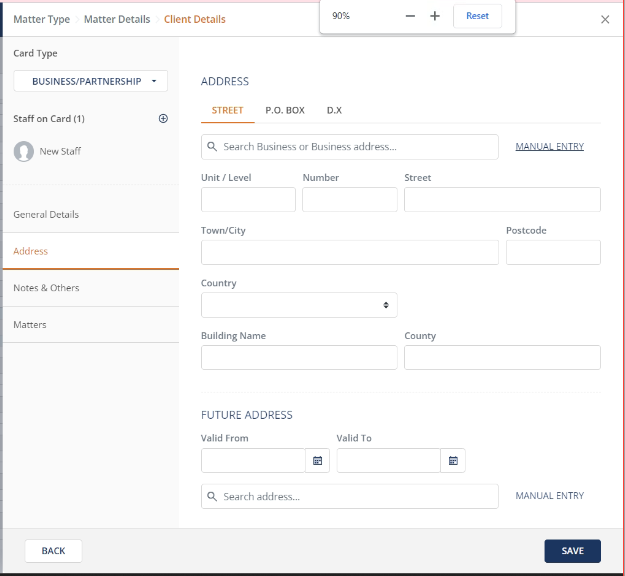 90% Reset
Matter Type Matter Details Client Details
Card Type
BUSINESS/PARTNERSHIP
Staff on Card (1)
New Staff
General Details
Address
Notes & Others
Matters
ADDRESS
STREET P.O. BOX D.X
Search Business or Business address... MANUAL ENTRY
Unit / Level Number Street
Town/City Postcode
Country
Building Name County
FUTURE ADDRESS
Valid From Valid To
Search address... MANUAL ENTRY
BACK SAVE